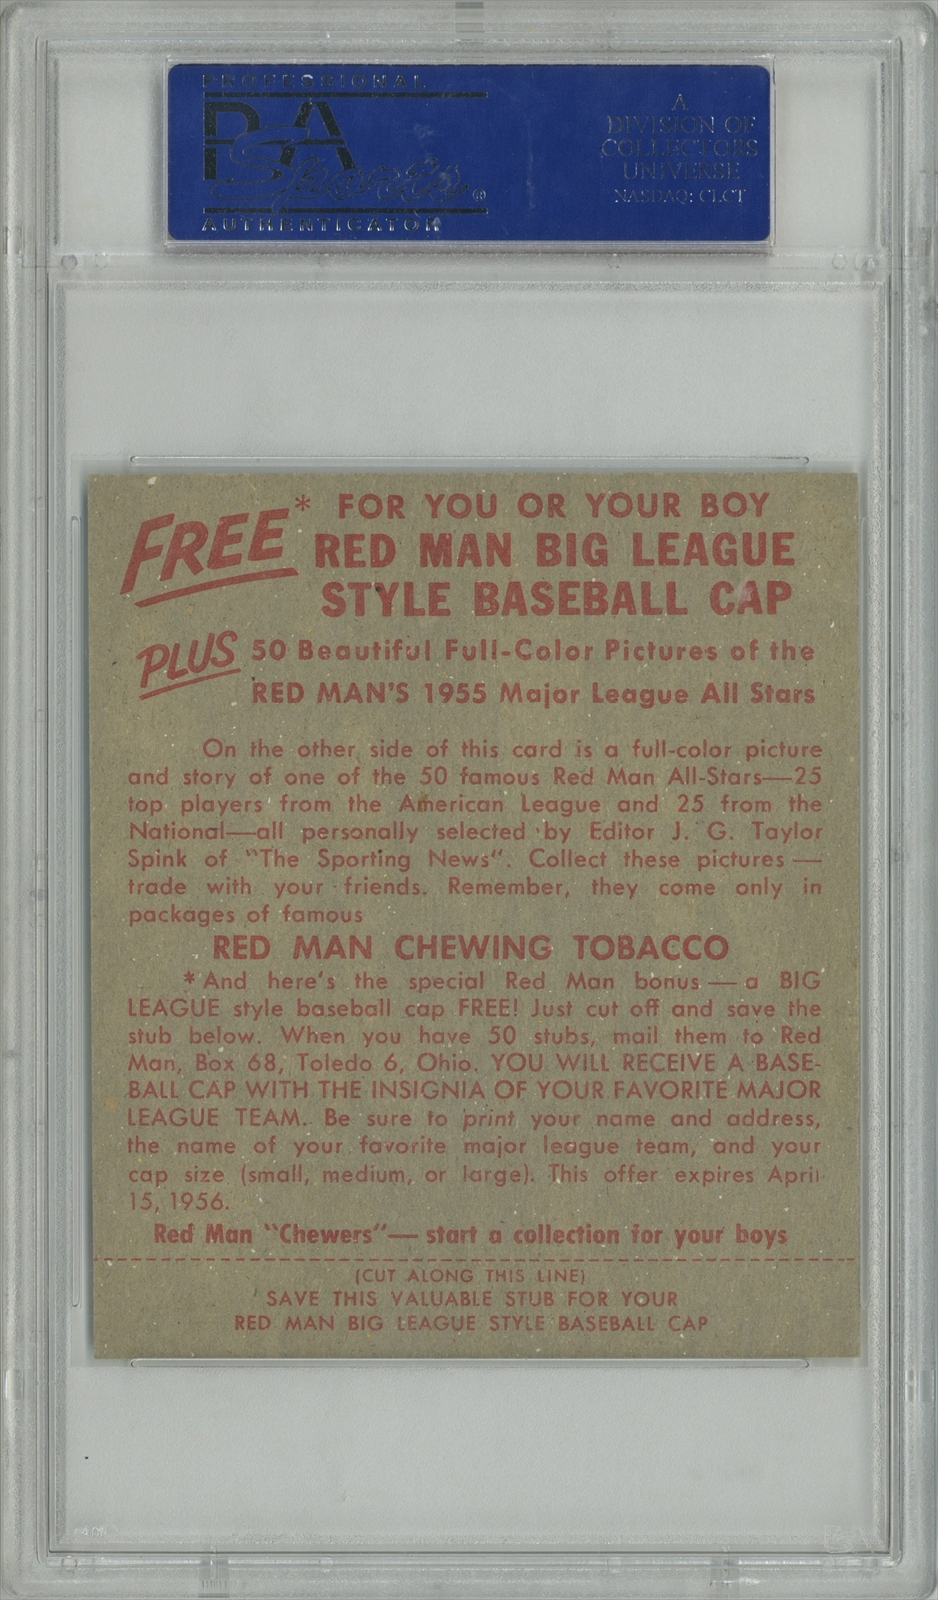 PROFESSIONAL
PSA
Sports
®
AUTHENTICATOR
A
DIVISION OF
COLLECTORS
UNIVERSE
NASDAQ: CLCT
FREE* FOR YOU OR YOUR BOY
RED MAN BIG LEAGUE
STYLE BASEBALL CAP
PLUS 50 Beautiful Full-Color Pictures of the
RED MAN'S 1955 Major League All Stars
On the other side of this card is a full-color picture
and story of one of the 50 famous Red Man All-Stars—25
top players from the American League and 25 from the
National—all personally selected by Editor J. G. Taylor
Spink of "The Sporting News". Collect these pictures —
trade with your friends. Remember, they come only in
packages of famous
RED MAN CHEWING TOBACCO
*And here's the special Red Man bonus — a BIG
LEAGUE style baseball cap FREE! Just cut off and save the
stub below. When you have 50 stubs, mail them to Red
Man, Box 68, Toledo 6, Ohio. YOU WILL RECEIVE A BASE-
BALL CAP WITH THE INSIGNIA OF YOUR FAVORITE MAJOR
LEAGUE TEAM. Be sure to print your name and address,
the name of your favorite major league team, and your
cap size (small, medium, or large). This offer expires April
15, 1956.
Red Man "Chewers"— start a collection for your boys
(CUT ALONG THIS LINE)
SAVE THIS VALUABLE STUB FOR YOUR
RED MAN BIG LEAGUE STYLE BASEBALL CAP